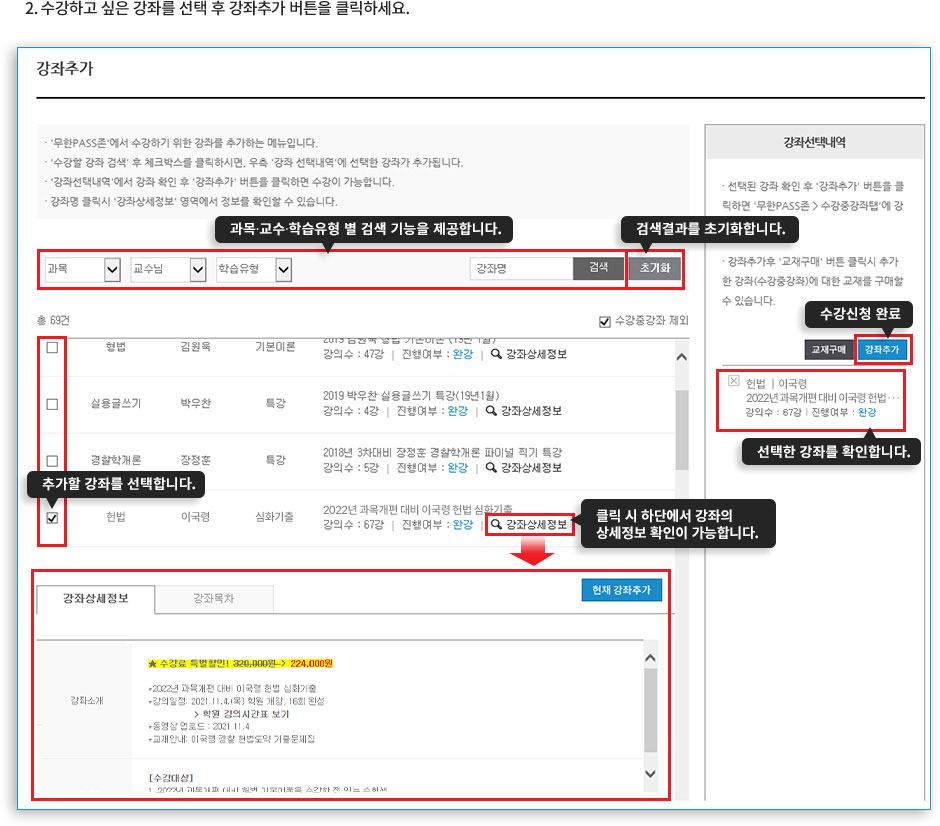 2. 수강하고 싶은 강좌를 선택 후 강좌추가 버튼을 클릭하세요.
강좌추가
· '무한PASS존'에서 수강하기 위한 강좌를 추가하는 메뉴입니다.
· '수강할 강좌 검색' 후 체크박스를 클릭하시면, 우측 '강좌 선택내역'에 선택한 강좌가 추가됩니다.
· '강좌선택내역'에서 강좌 확인 후 '강좌추가' 버튼을 클릭하면 수강이 가능합니다.
· 강좌명 클릭시 '강좌상세정보' 영역에서 정보를 확인할 수 있습니다.
과목·교수·학습유형 별 검색 기능을 제공합니다.
검색결과를 초기화합니다.
과목 교수님 학습유형 강좌명 검색 초기화
총 69건
수강중강좌 제외
형법 김원욱 기본이론 2019 김원욱 형법 기본이론 (19년 1월)
강의수 : 47강 | 진행여부 : 완강 | 강좌상세정보
실용글쓰기 박우찬 특강 2019 박우찬 실용글쓰기 특강(19년1월)
강의수 : 4강 | 진행여부 : 완강 | 강좌상세정보
경찰학개론 장정훈 특강 2018년 3차대비 장정훈 경찰학개론 파이널 찍기 특강
강의수 : 5강 | 진행여부 : 완강 | 강좌상세정보
추가할 강좌를 선택합니다.
헌법 이국령 심화기출 2022년 과목개편 대비 이국령 헌법 심화기출
강의수 : 67강 | 진행여부 : 완강 | 강좌상세정보
클릭 시 하단에서 강좌의
상세정보 확인이 가능합니다.
강좌상세정보 강좌목차 현재 강좌추가
강좌소개
★ 수강료 특별할인! 320,000원 -> 224,000원
*2022년 과목개편 대비 이국령 헌법 심화기출
*강의일정: 2021.11.4.(목) 학원 개강, 16회 완성
> 학원 강의시간표 보기
*동영상 업로드 : 2021.11.4
*교재안내: 이국령 경찰 헌법도약 기출문제집
[수강대상]
강좌선택내역
· 선택된 강좌 확인 후 '강좌추가' 버튼을 클
릭하면 '무한PASS존 > 수강중강좌탭'에 강
· 강좌추가후 '교재구매' 버튼 클릭시 추가
한 강좌(수강중강좌)에 대한 교재를 구매할
수 있습니다.
수강신청 완료
교재구매 강좌추가
헌법 | 이국령
2022년 과목개편 대비 이국령 헌법 ···
강의수 : 67강 | 진행여부 : 완강
선택한 강좌를 확인합니다.